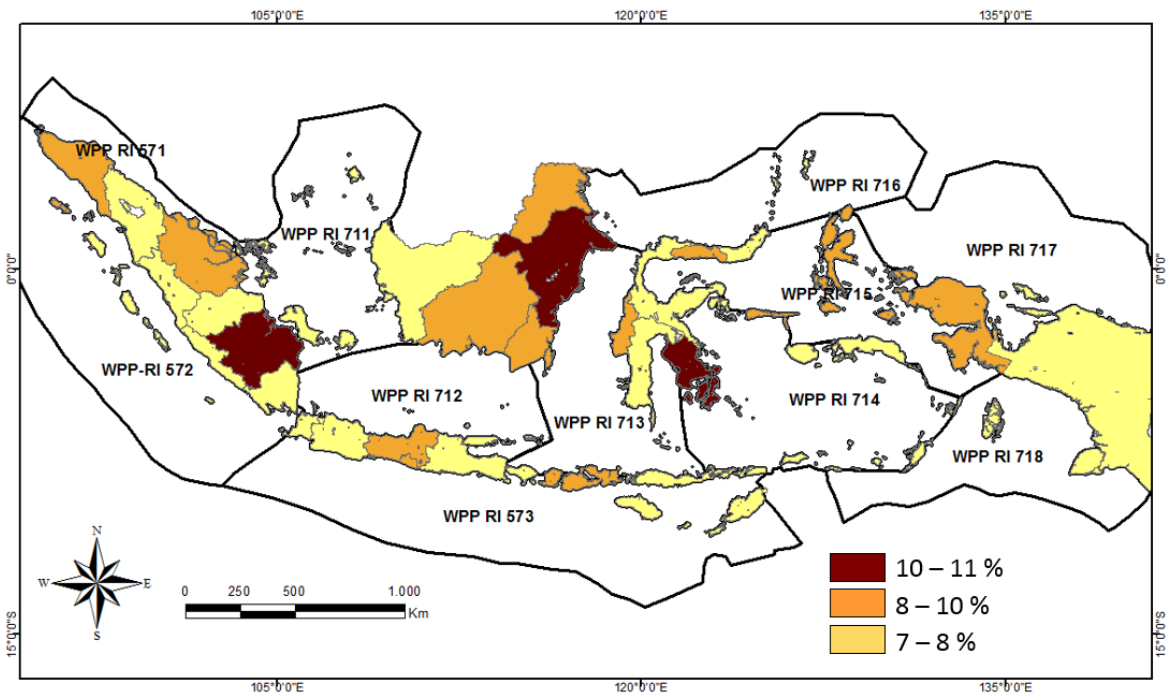 105°0'0"E 120°0'0"E 135°0'0"E
WPP RI 571
WPP RI 716
WPP RI 711
WPP RI 717
0°0'0" 0°0'0"
WPP RI 715
WPP-RI 572
WPP RI 712
WPP RI 714
WPP RI 713
WPP RI 718
WPP RI 573
N
W E
S
0 250 500 1.000
Km
10 – 11 %
8 – 10 %
7 – 8 %
15°0'0"S 15°0'0"S
105°0'0"E 120°0'0"E 135°0'0"E